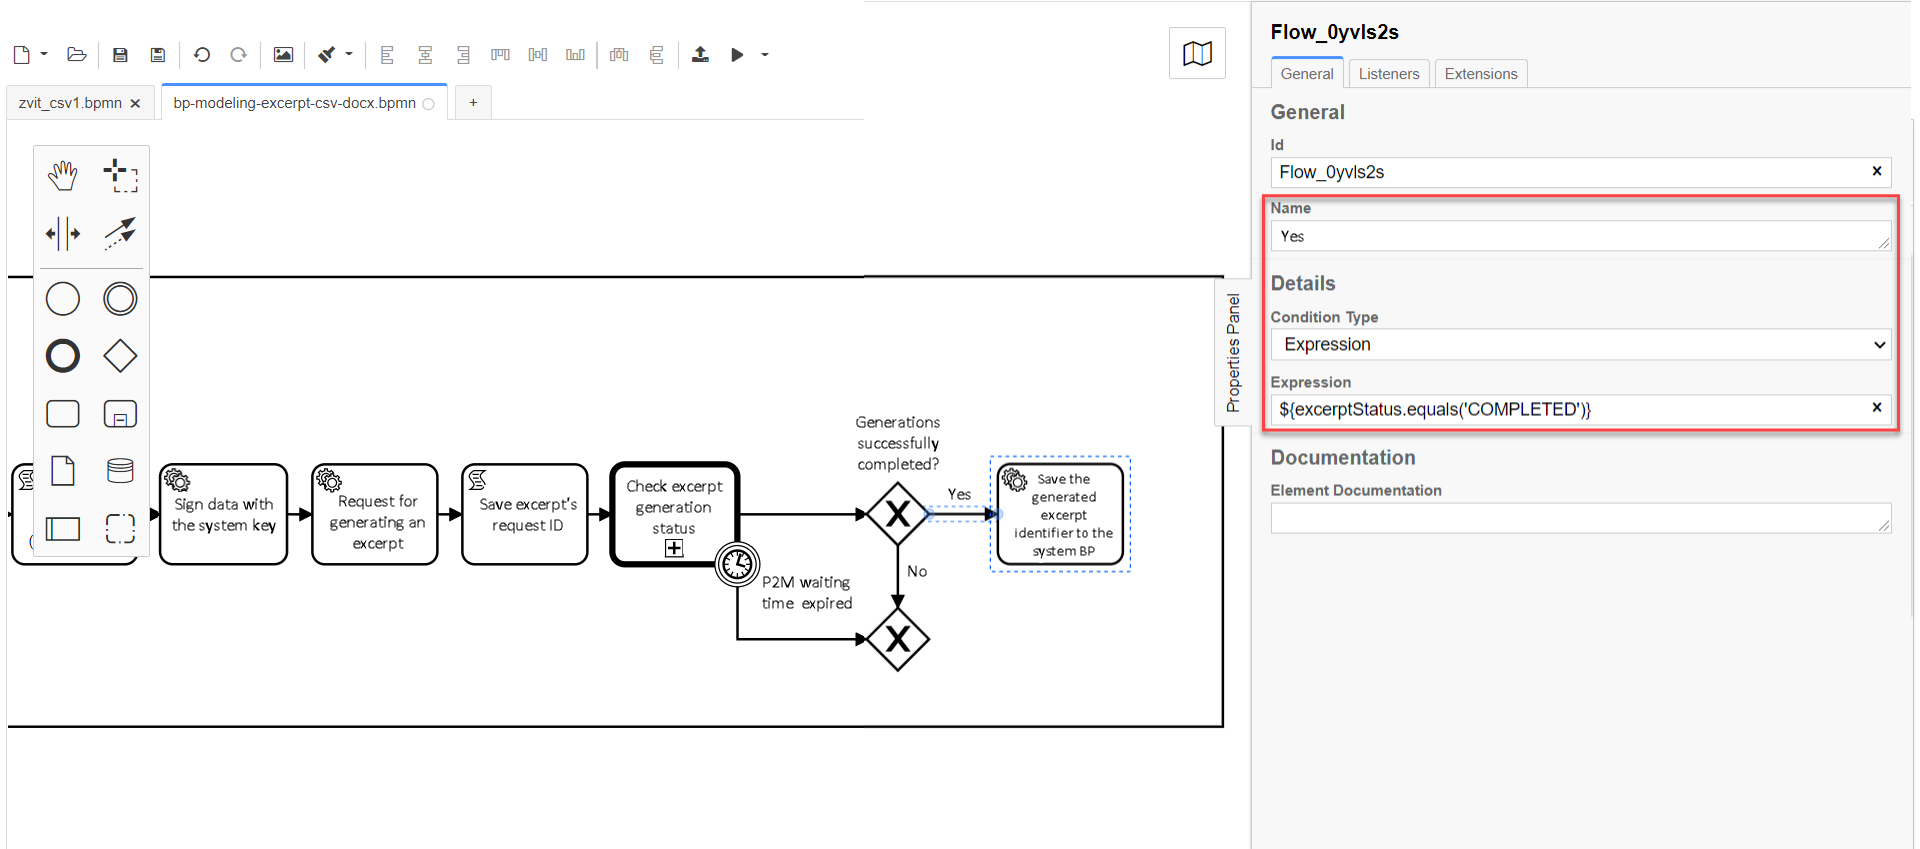 zvit_csv1.bpmn ×
bp-modeling-excerpt-csv-docx.bpmn
+
(
Sign data with
the system key
Request for
generating an
excerpt
Save excerpt's
request ID
Check excerpt
generation
status
P2M waiting
time expired
Generations
successfully
completed?
Yes
No
Save the
generated
excerpt
identifier to the
system BP
Properties Panel
Flow_0yvls2s
General
Listeners
Extensions
General
Id
Flow_0yvls2s
Name
Yes
Details
Condition Type
Expression
Expression
${excerptStatus.equals('COMPLETED')}
Documentation
Element Documentation